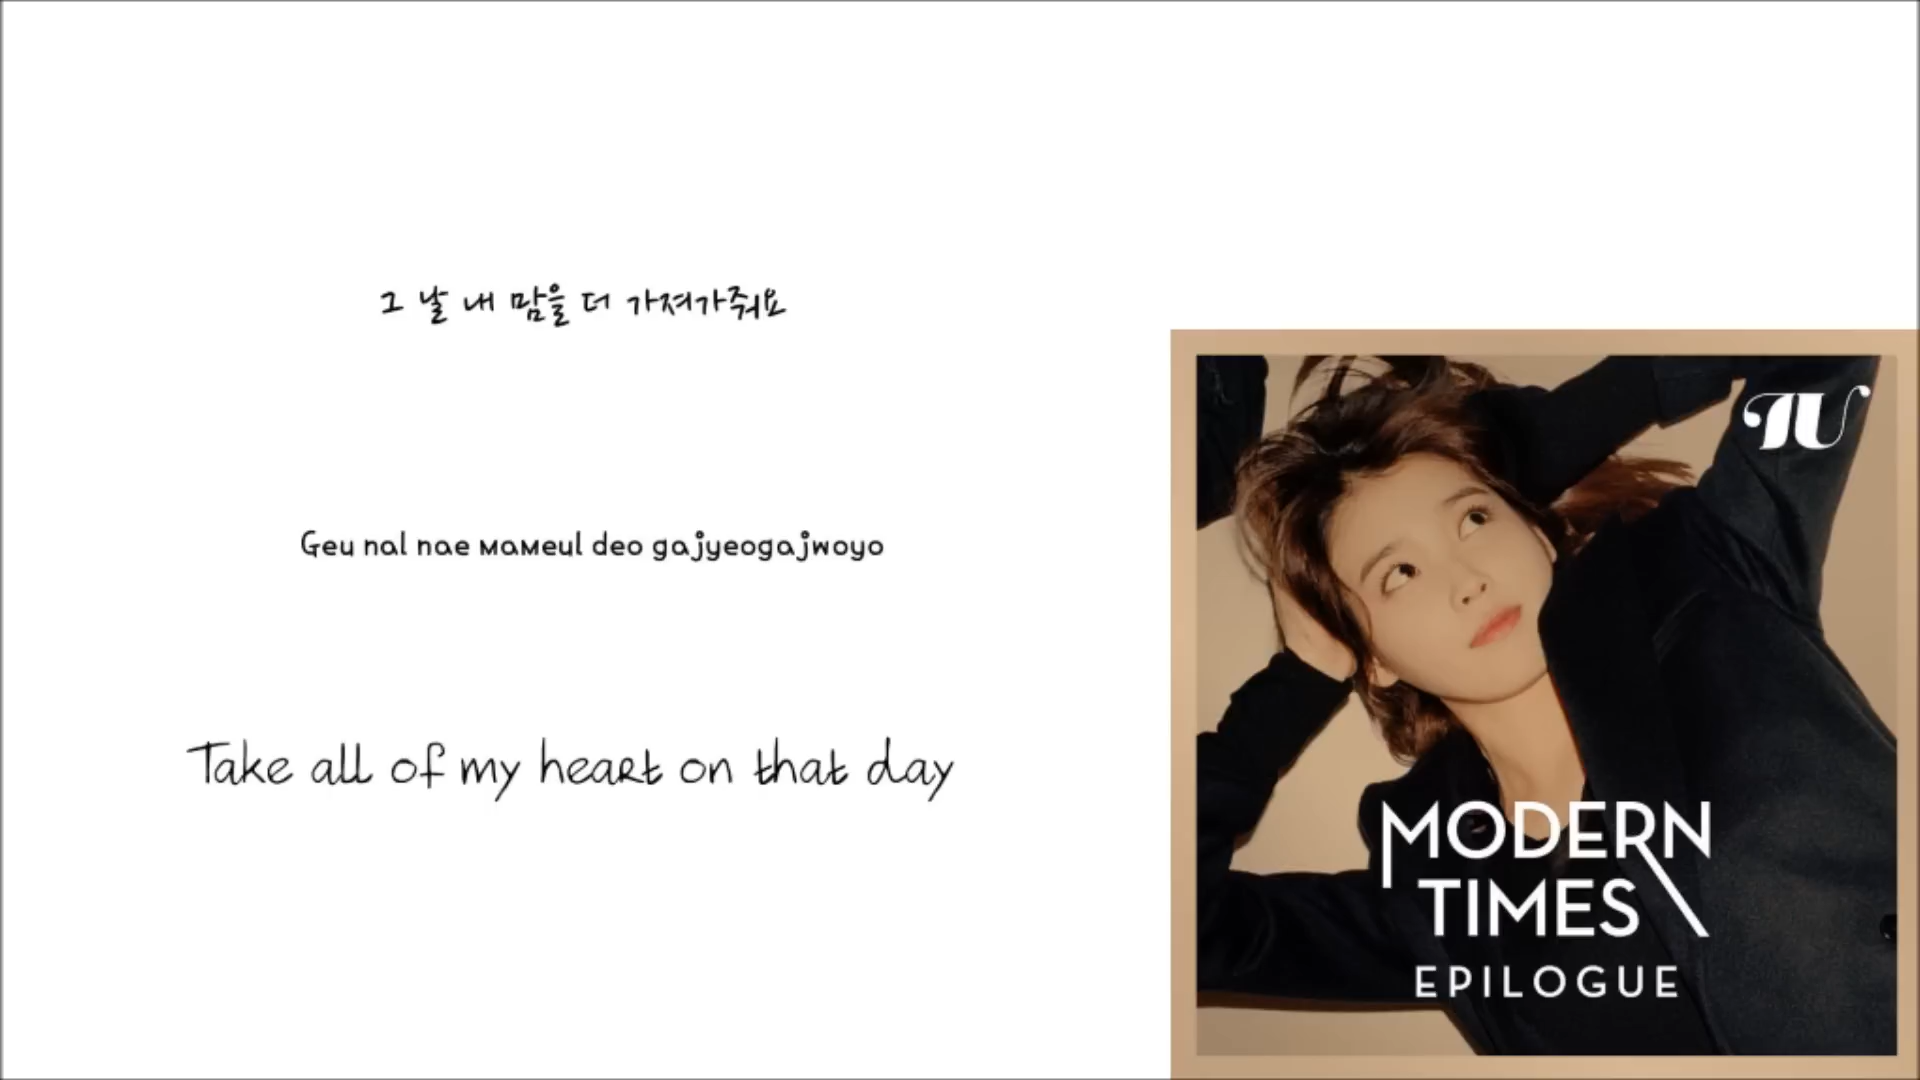 그 날 내 맘을 더 가져가줘요
Geu nal nae mameul deo gajyeogajwoyo
Take all of my heart on that day
IU
MODERN
TIMES
EPILOGUE